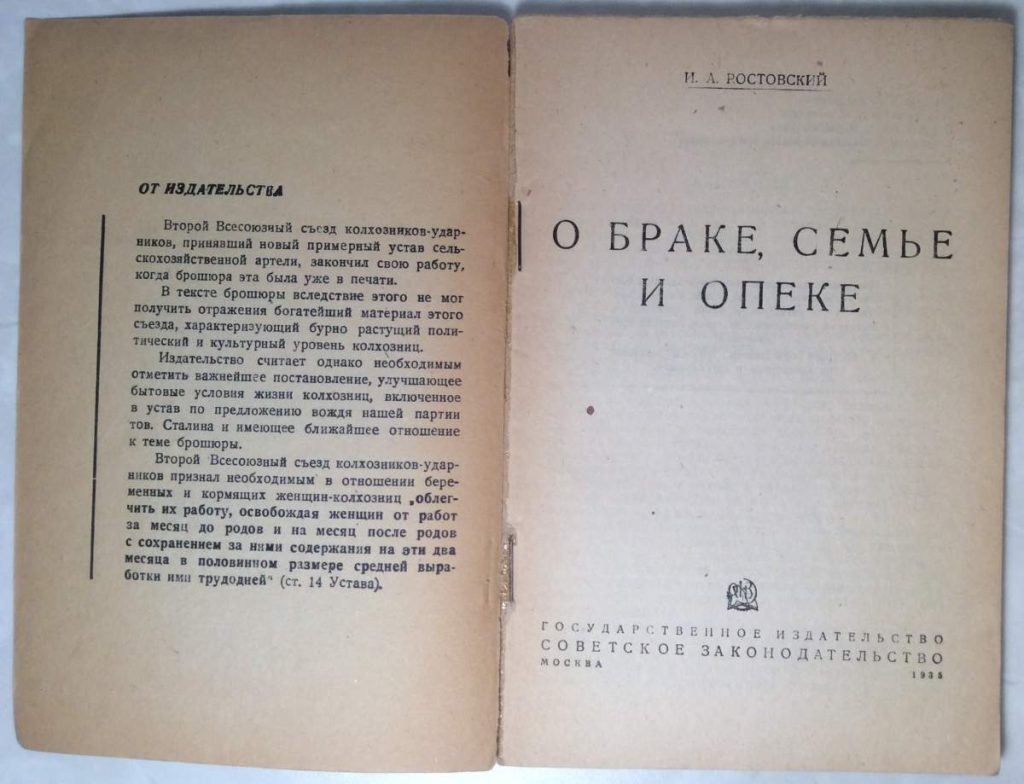 ОТ ИЗДАТЕЛЬСТВА
Второй Всесоюзный съезд колхозников-удар-
ников, принявший новый примерный устав сель-
скохозяйственной артели, закончил свою работу,
когда брошюра эта была уже в печати.
В тексте брошюры вследствие этого не мог
получить отражения богатейший материал этого
съезда, характеризующий бурно растущий поли-
тический и культурный уровень колхозниц.
Издательство считает однако необходимым
отметить важнейшее постановление, улучшающее
бытовые условия жизни колхозниц, включенное
в устав по предложению вождя нашей партии
тов. Сталина и имеющее ближайшее отношение
к теме брошюры.
Второй Всесоюзный съезд колхозников-удар-
ников признал необходимым в отношении бере-
менных и кормящих женщин-колхозниц „облег-
чить их работу, освобождая женщин от работ
за месяц до родов и на месяц после родов
с сохранением за ними содержания на эти два
месяца в половинном размере средней выра-
ботки ими трудодней“ (ст. 14 Устава).
И. А. РОСТОВСКИЙ
О БРАКЕ, СЕМЬЕ
И ОПЕКЕ
ГОСУДАРСТВЕННОЕ ИЗДАТЕЛЬСТВО
СОВЕТСКОЕ ЗАКОНОДАТЕЛЬСТВО
МОСКВА 1935